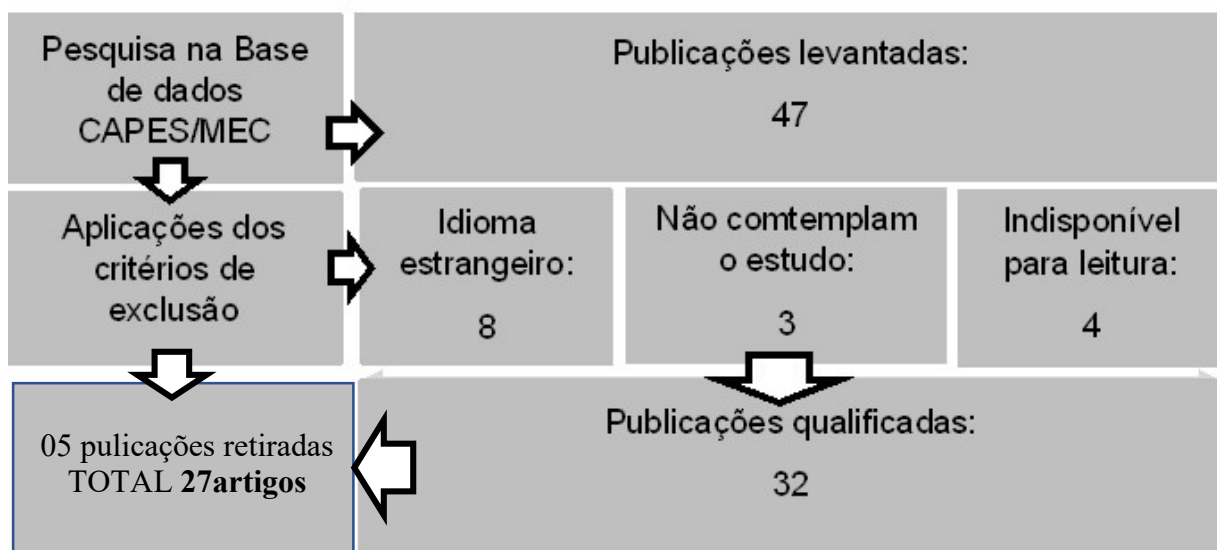 Pesquisa na Base
de dados
CAPES/MEC
Publicações levantadas:
47
Aplicações dos
critérios de
exclusão
Idioma
estrangeiro:
8
Não comtemplam
o estudo:
3
Indisponível
para leitura:
4
05 pulicações retiradas
TOTAL 27artigos
Publicações qualificadas:
32